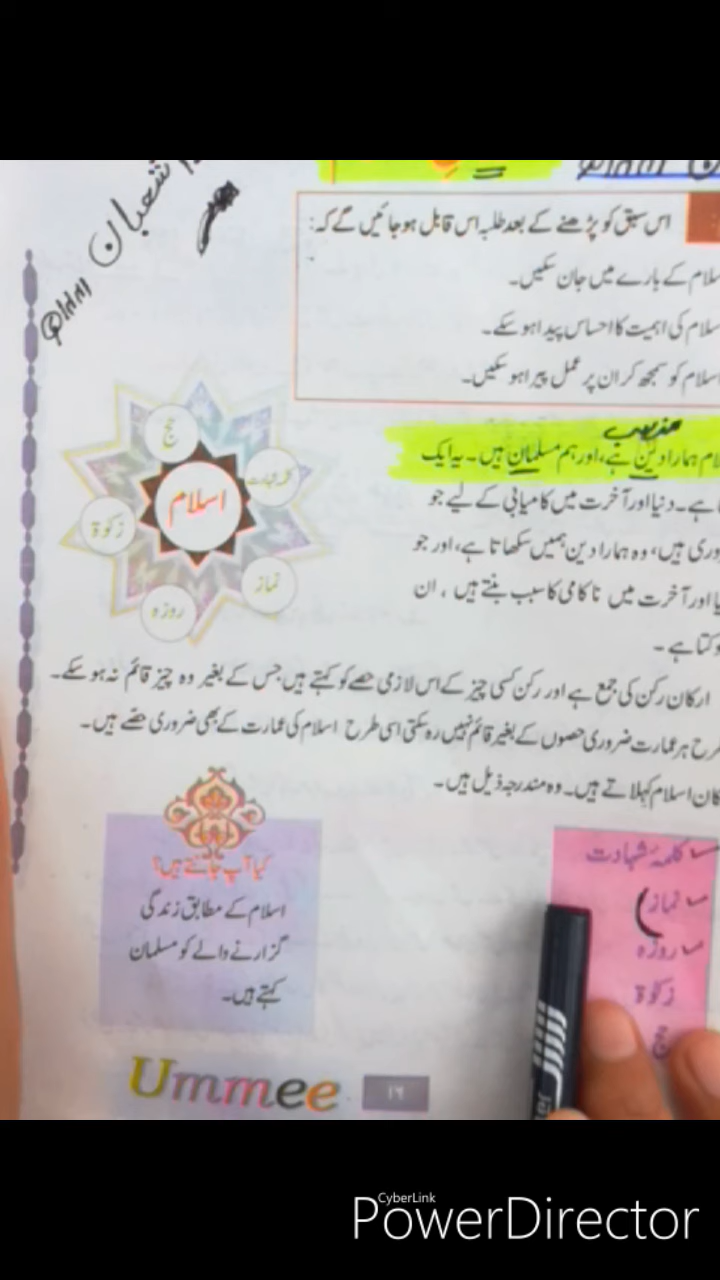 شعبان
اس سبق کو پڑھنے کے بعد طلبہ اس قابل ہو جائیں گے کہ:
سلام کے بارے میں جان سکیں۔
سلام کی اہمیت کا احساس پیدا ہو سکے۔
اسلام کو سمجھ کر ان پر عمل پیرا ہو سکیں۔
مذہب
لام ہمارا دین ہے، اور ہم مسلمان ہیں۔ یہ ایک
ہے۔ دنیا اور آخرت میں کامیابی کے لیے جو
وری ہیں، وہ ہمارا دین ہمیں سکھاتا ہے، اور جو
یا اور آخرت میں ناکامی کا سبب بنتے ہیں، ان
وکتا ہے۔
حج
کلمہ شہادت
اسلام
زکوٰۃ
نماز
روزہ
ارکان رکن کی جمع ہے اور رکن کسی چیز کے اس لازمی حصے کو کہتے ہیں جس کے بغیر وہ چیز قائم نہ ہو سکے۔
طرح ہر عمارت ضروری حصوں کے بغیر قائم نہیں رہ سکتی اسی طرح اسلام کی عمارت کے بھی ضروری حصے ہیں۔
کان اسلام کہلاتے ہیں۔ وہ مندرجہ ذیل ہیں۔
کلمۂ شہادت
نماز
روزہ
زکوٰۃ
حج
کیا آپ جانتے ہیں؟
اسلام کے مطابق زندگی
گزارنے والے کو مسلمان
کہتے ہیں۔
Ummee
۱۶
CyberLink
PowerDirector